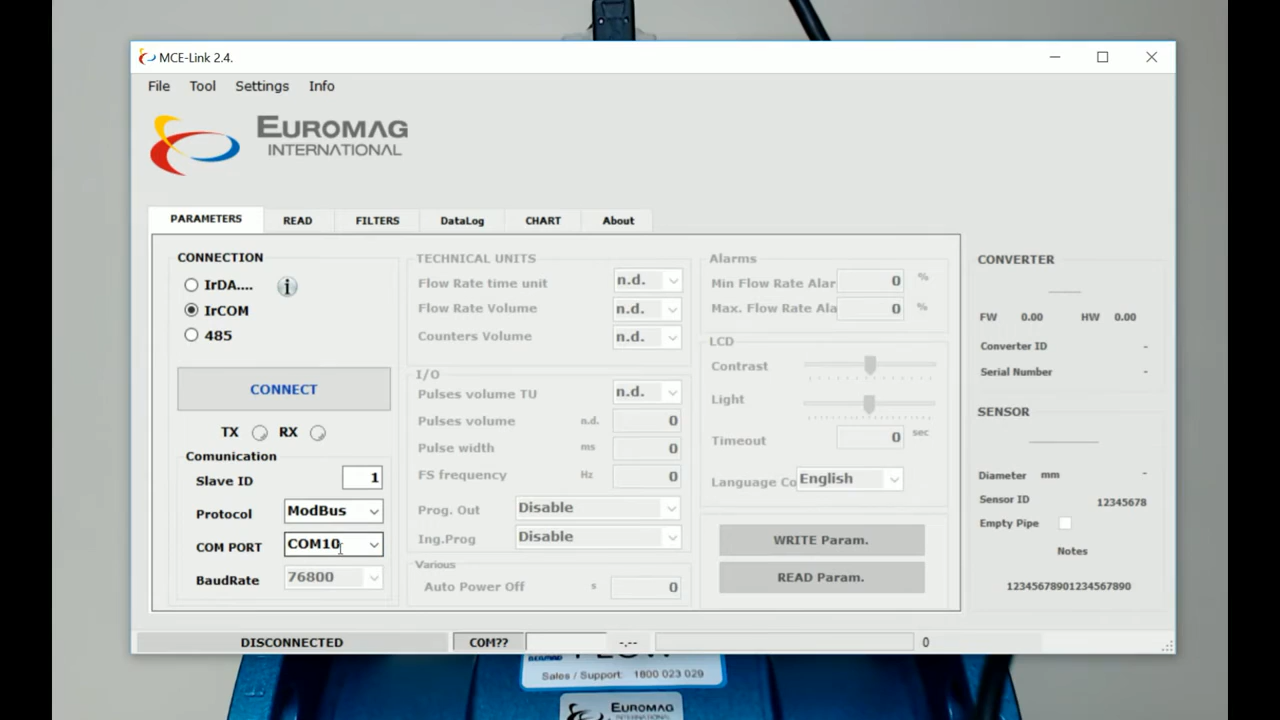 MCE-Link 2.4.
File Tool Settings Info
EUROMAG
INTERNATIONAL
PARAMETERS READ FILTERS DataLog CHART About
CONNECTION
IrDA....
IrCOM
485
CONNECT
TX RX
Comunication
Slave ID 1
Protocol ModBus
COM PORT COM10
BaudRate 76800
TECHNICAL UNITS
Flow Rate time unit n.d.
Flow Rate Volume n.d.
Counters Volume n.d.
I/O
Pulses volume TU n.d.
Pulses volume n.d. 0
Pulse width ms 0
FS frequency Hz 0
Prog. Out Disable
Ing.Prog Disable
Various
Auto Power Off s 0
Alarms
Min Flow Rate Alar 0 %
Max. Flow Rate Ala 0 %
LCD
Contrast
Light
Timeout 0 sec
Language Co English
WRITE Param.
READ Param.
CONVERTER
FW 0.00 HW 0.00
Converter ID -
Serial Number -
SENSOR
Diameter mm -
Sensor ID 12345678
Empty Pipe
Notes
12345678901234567890
DISCONNECTED COM?? -.-- 0
FLOW
Sales / Support: 1800 023 029
EUROMAG
INTERNATIONAL